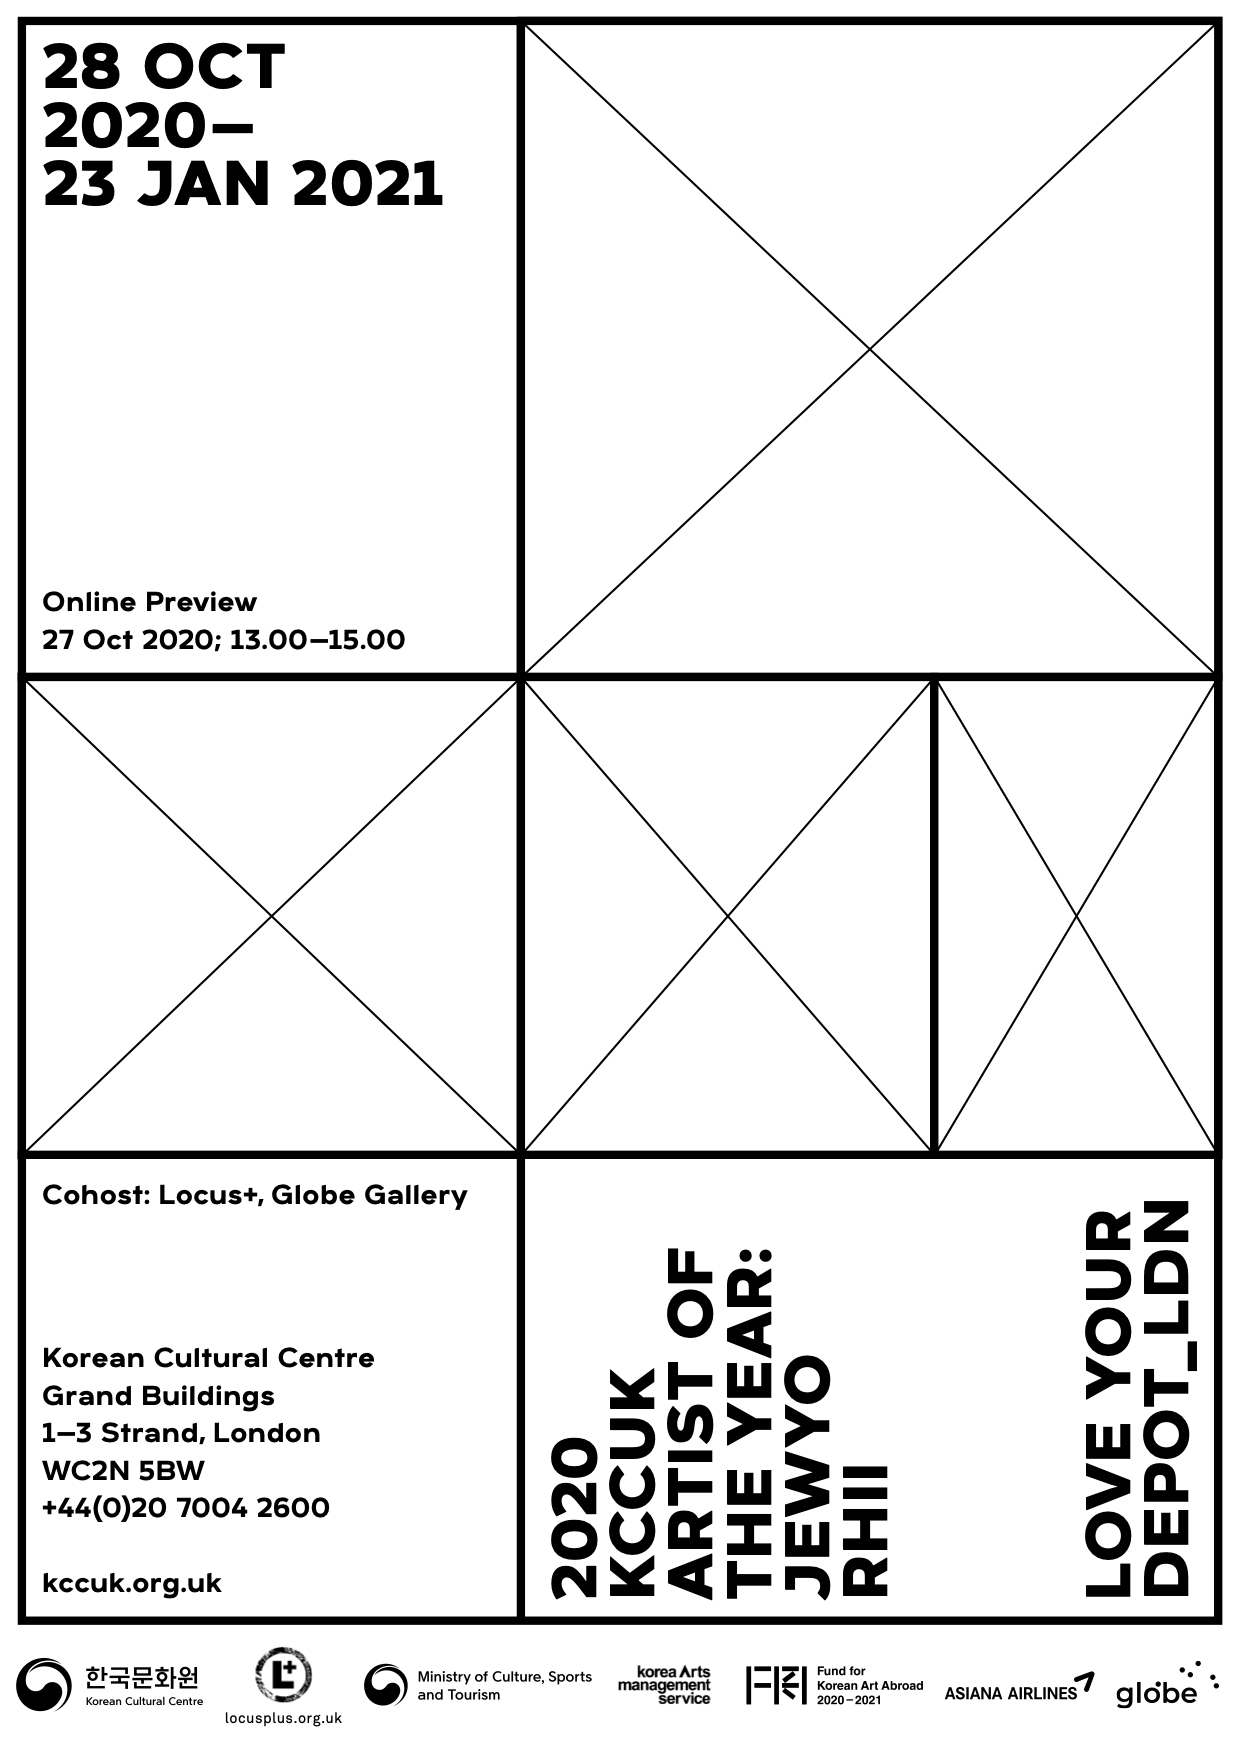 28 OCT
2020–
23 JAN 2021
Online Preview
27 Oct 2020; 13.00–15.00
Cohost: Locus+, Globe Gallery
Korean Cultural Centre
Grand Buildings
1–3 Strand, London
WC2N 5BW
+44(0)20 7004 2600
kccuk.org.uk
2020
KCCUK
ARTIST OF
THE YEAR:
JEWYO
RHII
LOVE YOUR
DEPOT_LDN
한국문화원
Korean Cultural Centre
L+
locusplus.org.uk
Ministry of Culture, Sports
and Tourism
korea Arts
management
service
Fund for
Korean Art Abroad
2020–2021
ASIANA AIRLINES
globe